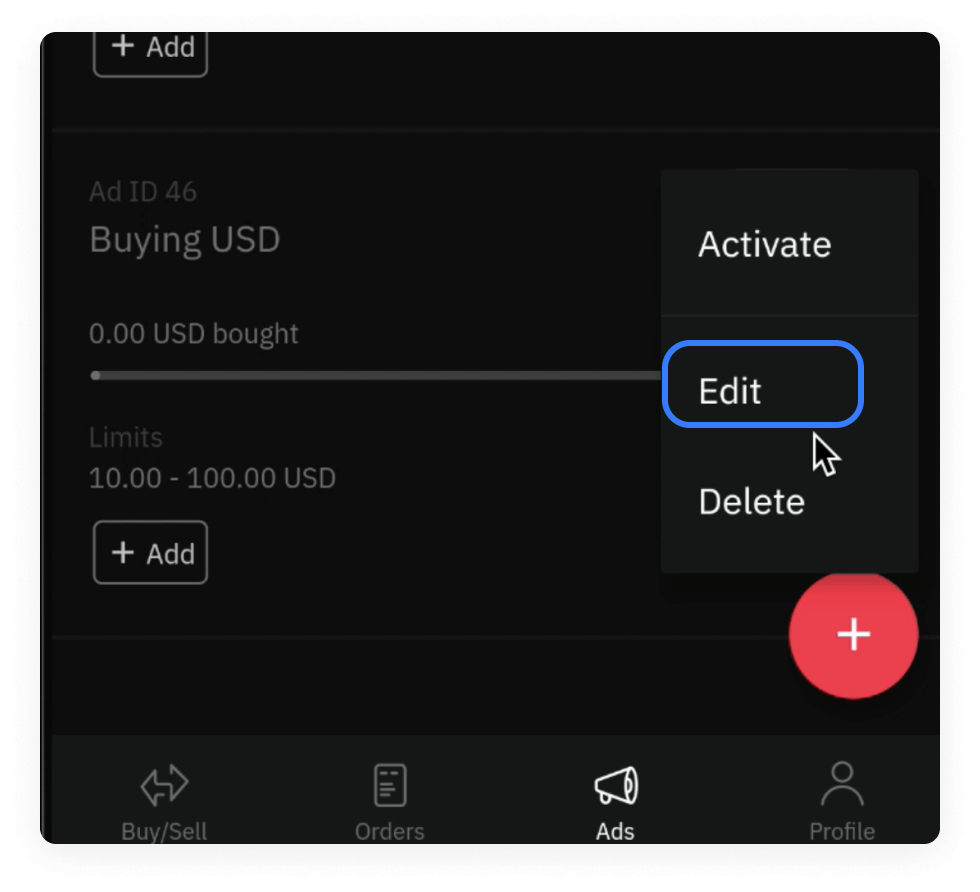 + Add
Ad ID 46
Buying USD
Activate
0.00 USD bought
Edit
Limits
10.00 - 100.00 USD
Delete
+ Add
+
Buy/Sell
Orders
Ads
Profile